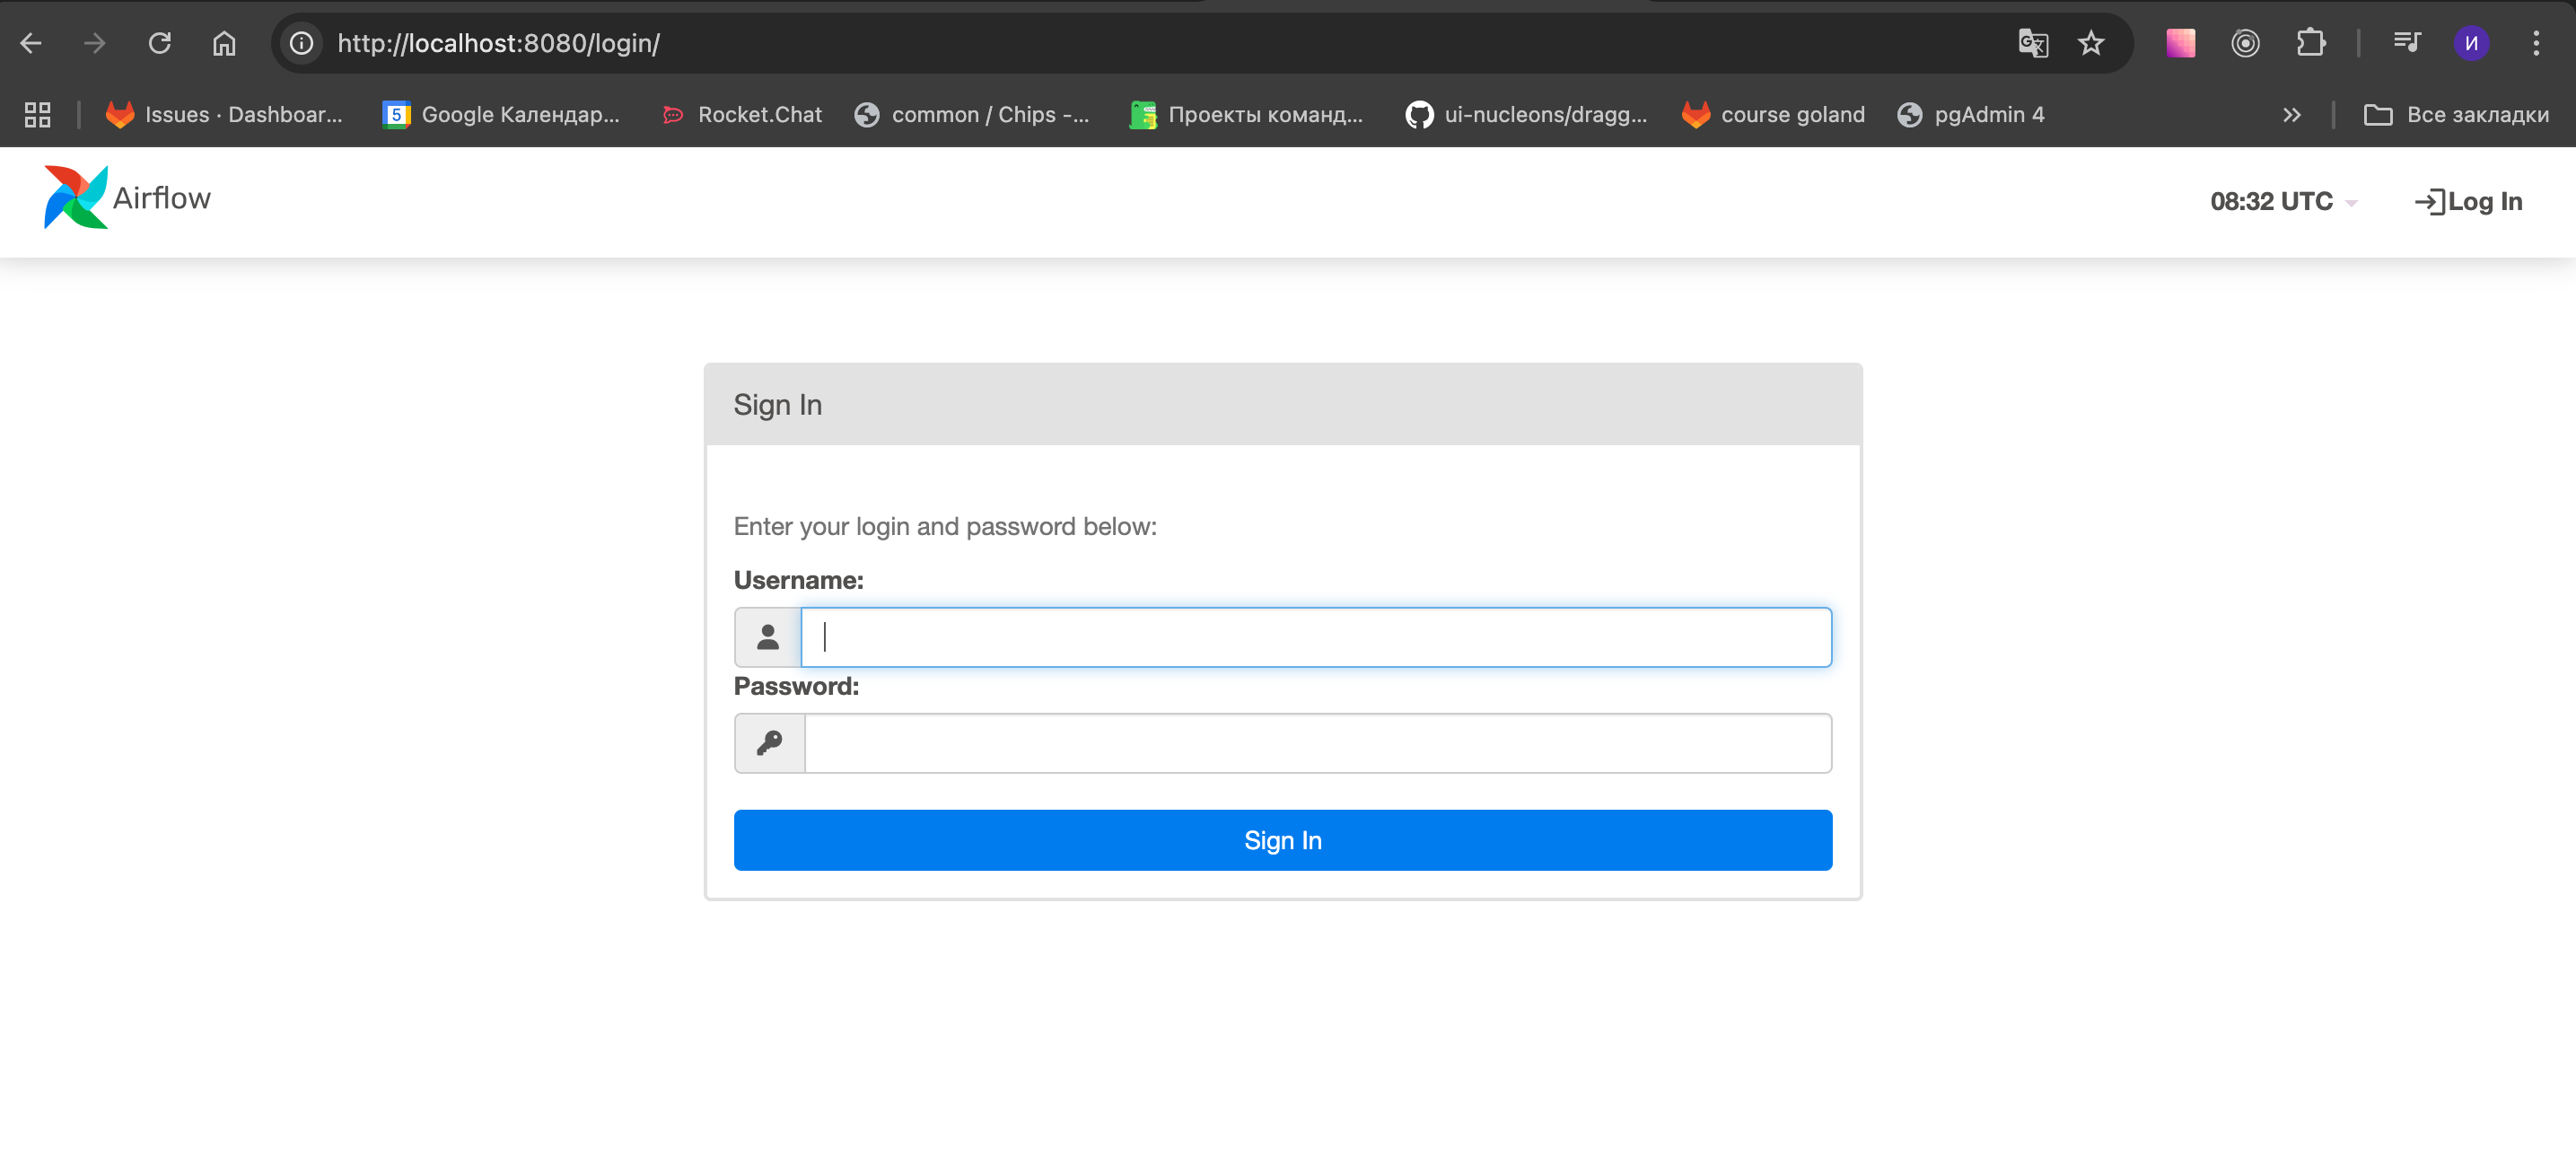 http://localhost:8080/login/
И
Issues · Dashboar...
5
Google Календар...
Rocket.Chat
common / Chips -...
Проекты команд...
ui-nucleons/dragg...
course goland
pgAdmin 4
Все закладки
Airflow
08:32 UTC
Log In
Sign In
Enter your login and password below:
Username:
Password:
Sign In